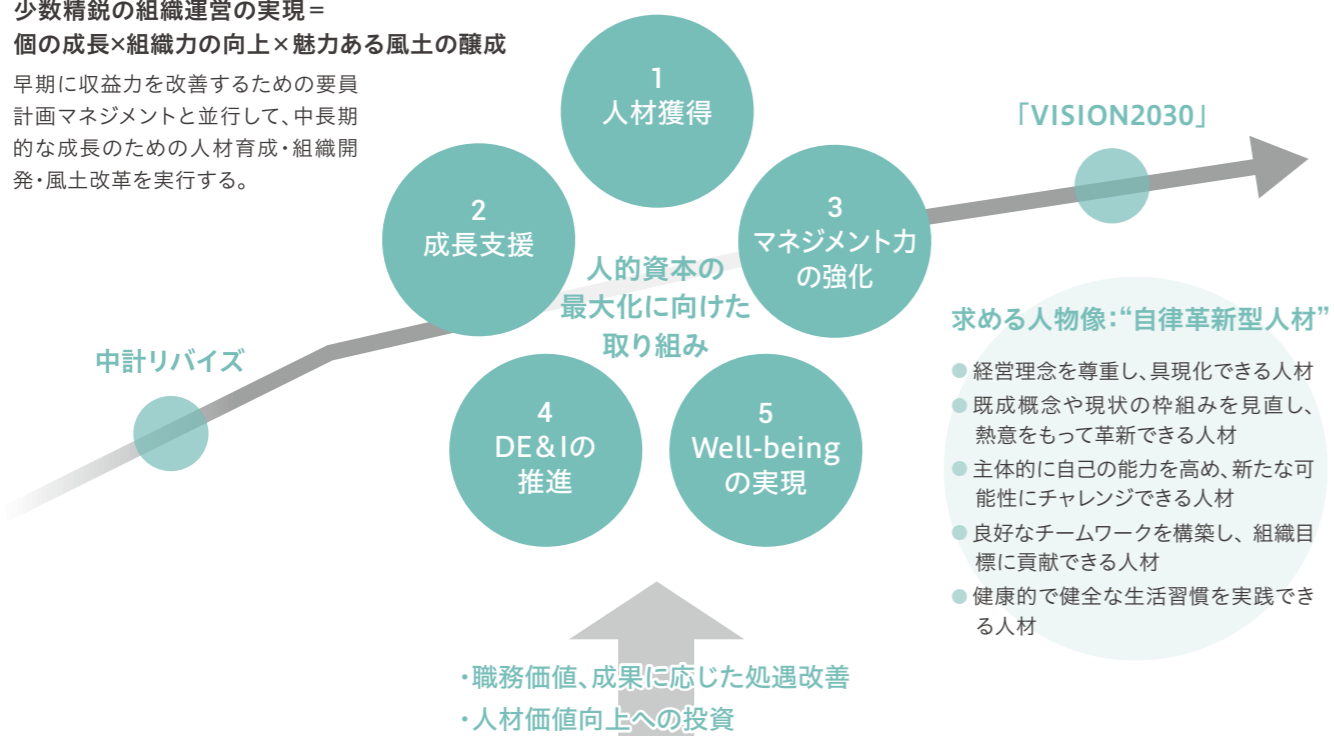 少数精鋭の組織運営の実現=
個の成長×組織力の向上×魅力ある風土の醸成
早期に収益力を改善するための要員
計画マネジメントと並行して、中長期
的な成長のための人材育成・組織開
発・風土改革を実行する。
1
人材獲得
2
成長支援
3
マネジメント力
の強化
人的資本の
最大化に向けた
取り組み
4
DE&Iの
推進
5
Well-being
の実現
中計リバイズ
「VISION2030」
求める人物像:“自律革新型人材”
● 経営理念を尊重し、具現化できる人材
● 既成概念や現状の枠組みを見直し、
熱意をもって革新できる人材
● 主体的に自己の能力を高め、新たな可
能性にチャレンジできる人材
● 良好なチームワークを構築し、組織目
標に貢献できる人材
● 健康的で健全な生活習慣を実践でき
る人材
・職務価値、成果に応じた処遇改善
・人材価値向上への投資